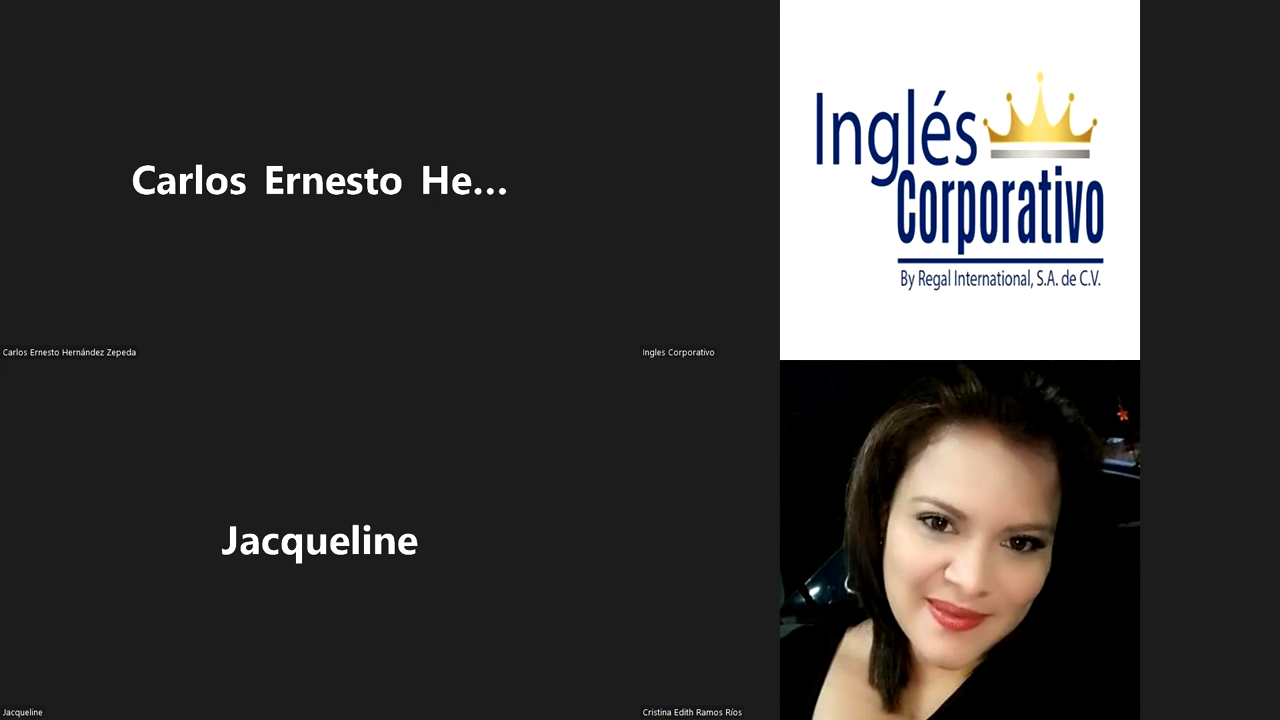 Carlos Ernesto He...
Carlos Ernesto Hernández Zepeda
Inglés
Corporativo
By Regal International, S.A. de C.V.
Ingles Corporativo
Jacqueline
Jacqueline
Cristina Edith Ramos Ríos